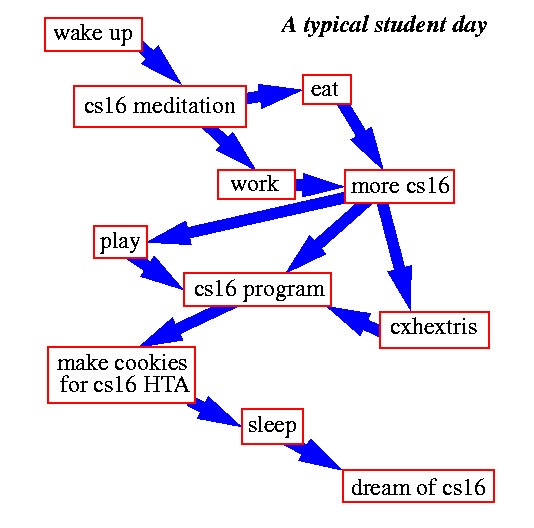 A typical student day
wake up
cs16 meditation
eat
work
more cs16
play
cs16 program
cxhextris
make cookies
for cs16 HTA
sleep
dream of cs16